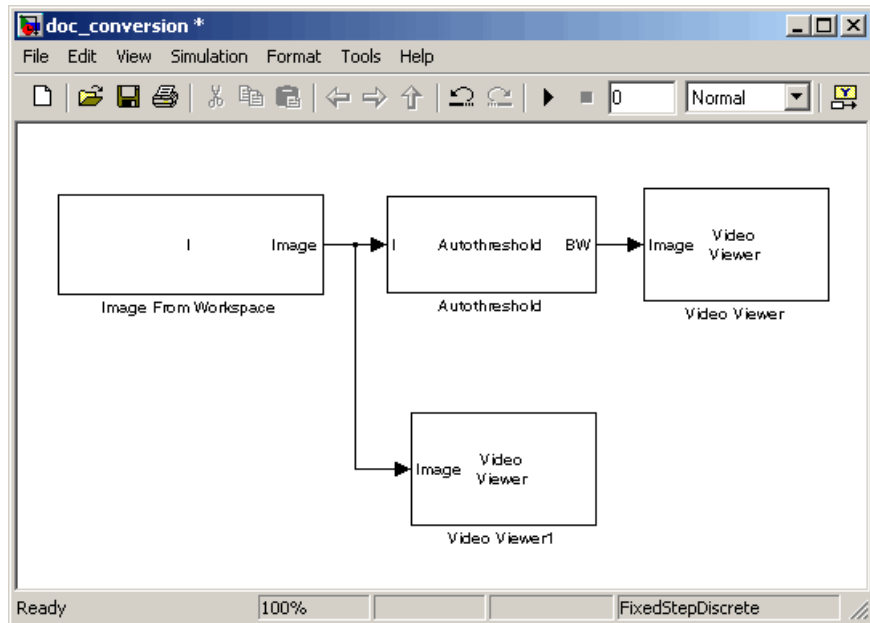 doc_conversion *
File Edit View Simulation Format Tools Help
0 Normal
I Image
Image From Workspace
I Autothreshold BW
Autothreshold
Image Video
Viewer
Video Viewer
Image Video
Viewer
Video Viewer1
Ready 100% FixedStepDiscrete